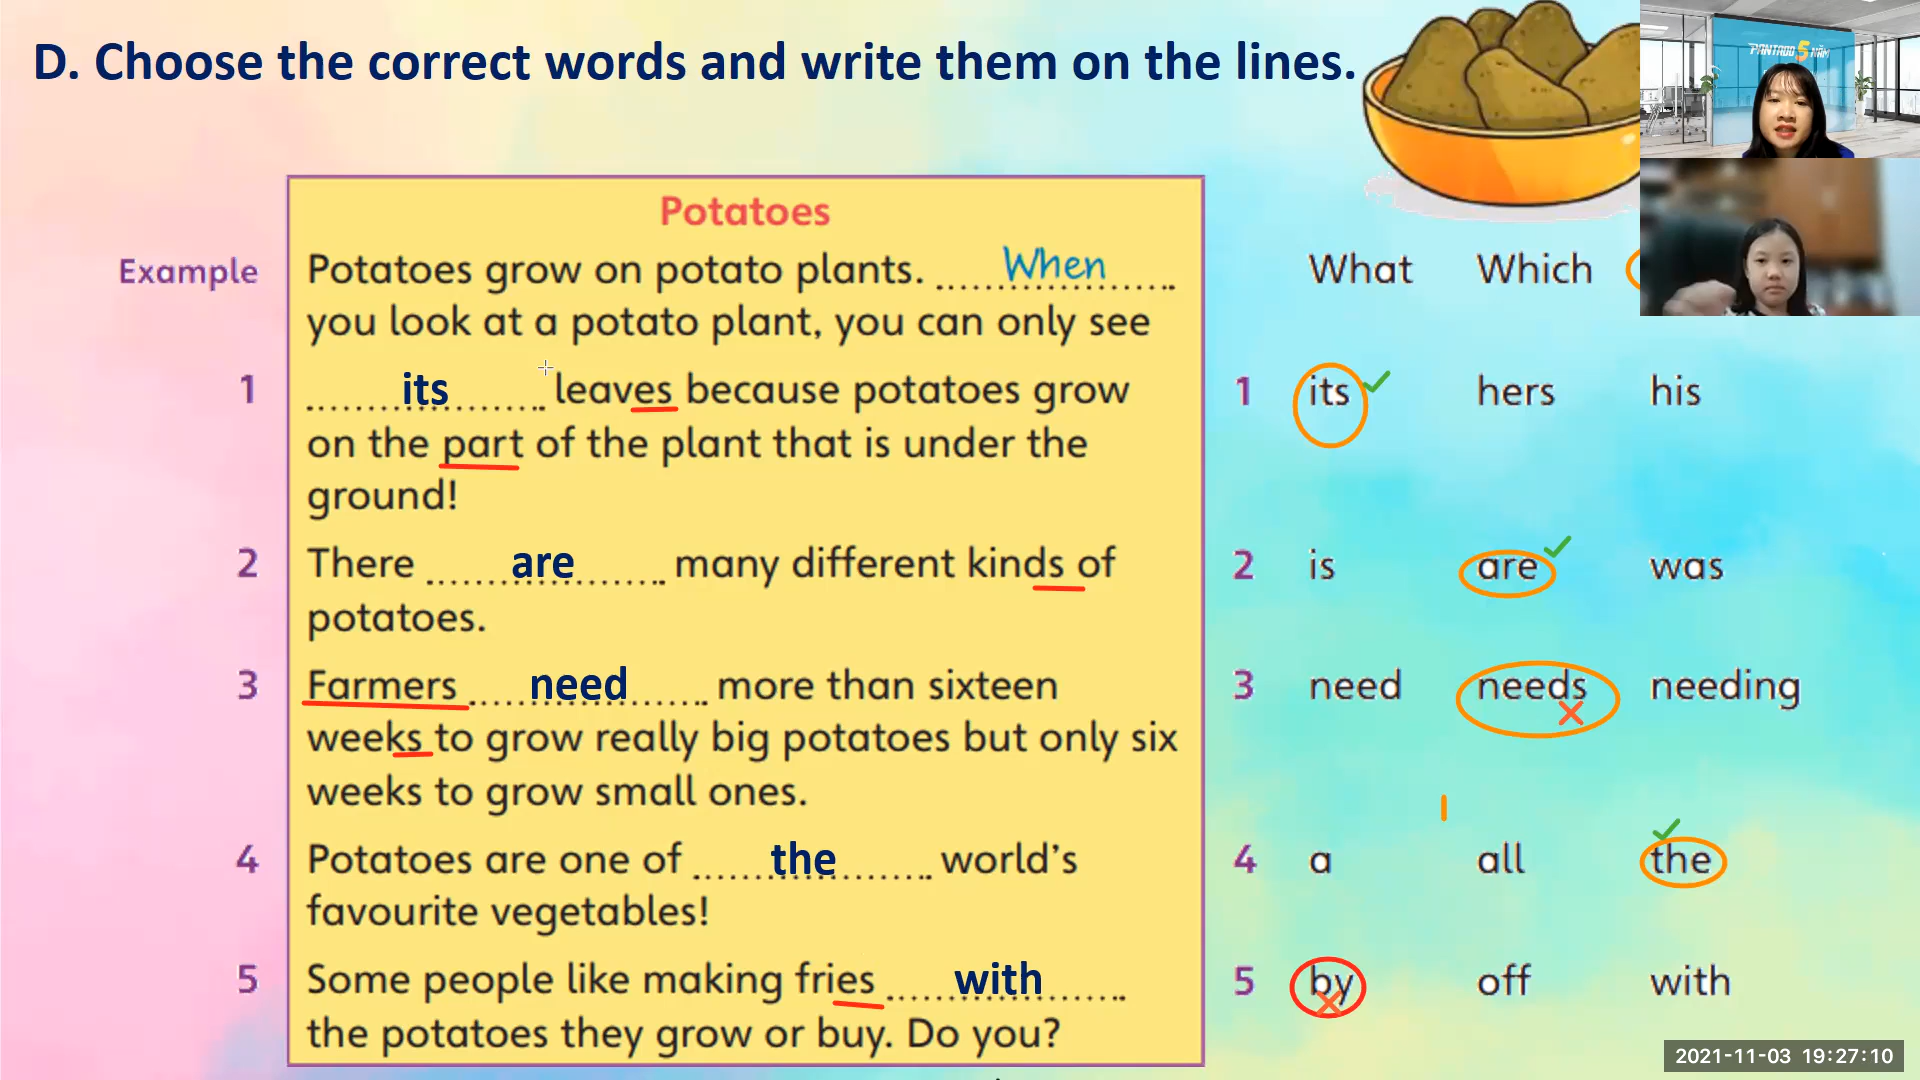 D. Choose the correct words and write them on the lines.
PANTADO 5 NĂM
Potatoes
Example Potatoes grow on potato plants. When What Which
you look at a potato plant, you can only see
1 its leaves because potatoes grow 1 its hers his
on the part of the plant that is under the
ground!
2 There are many different kinds of 2 is are was
potatoes.
3 Farmers need more than sixteen 3 need needs needing
weeks to grow really big potatoes but only six
weeks to grow small ones.
4 Potatoes are one of the world's 4 a all the
favourite vegetables!
5 Some people like making fries with 5 by off with
the potatoes they grow or buy. Do you?
2021-11-03 19:27:10